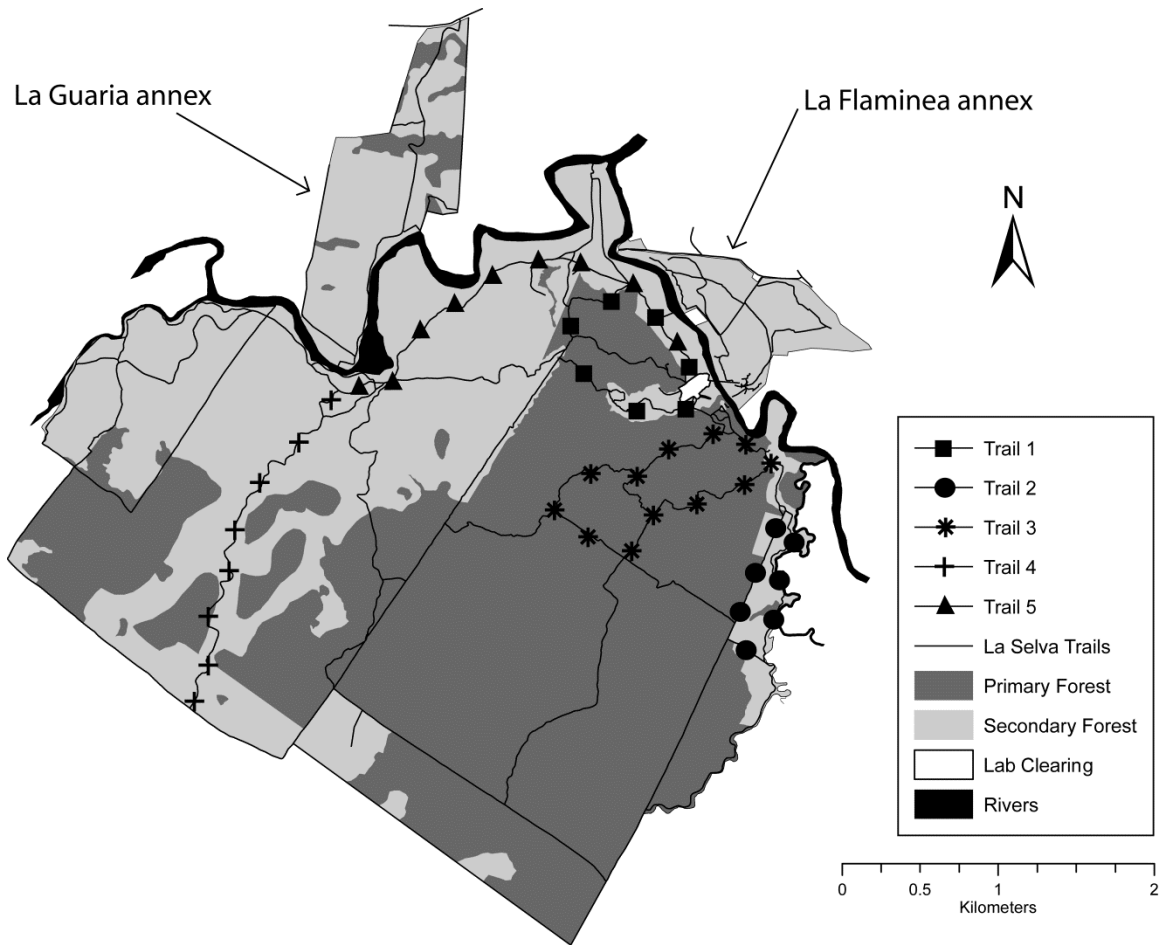 La Guaria annex
La Flaminea annex
N
Trail 1
Trail 2
Trail 3
Trail 4
Trail 5
La Selva Trails
Primary Forest
Secondary Forest
Lab Clearing
Rivers
0 0.5 1 2
Kilometers